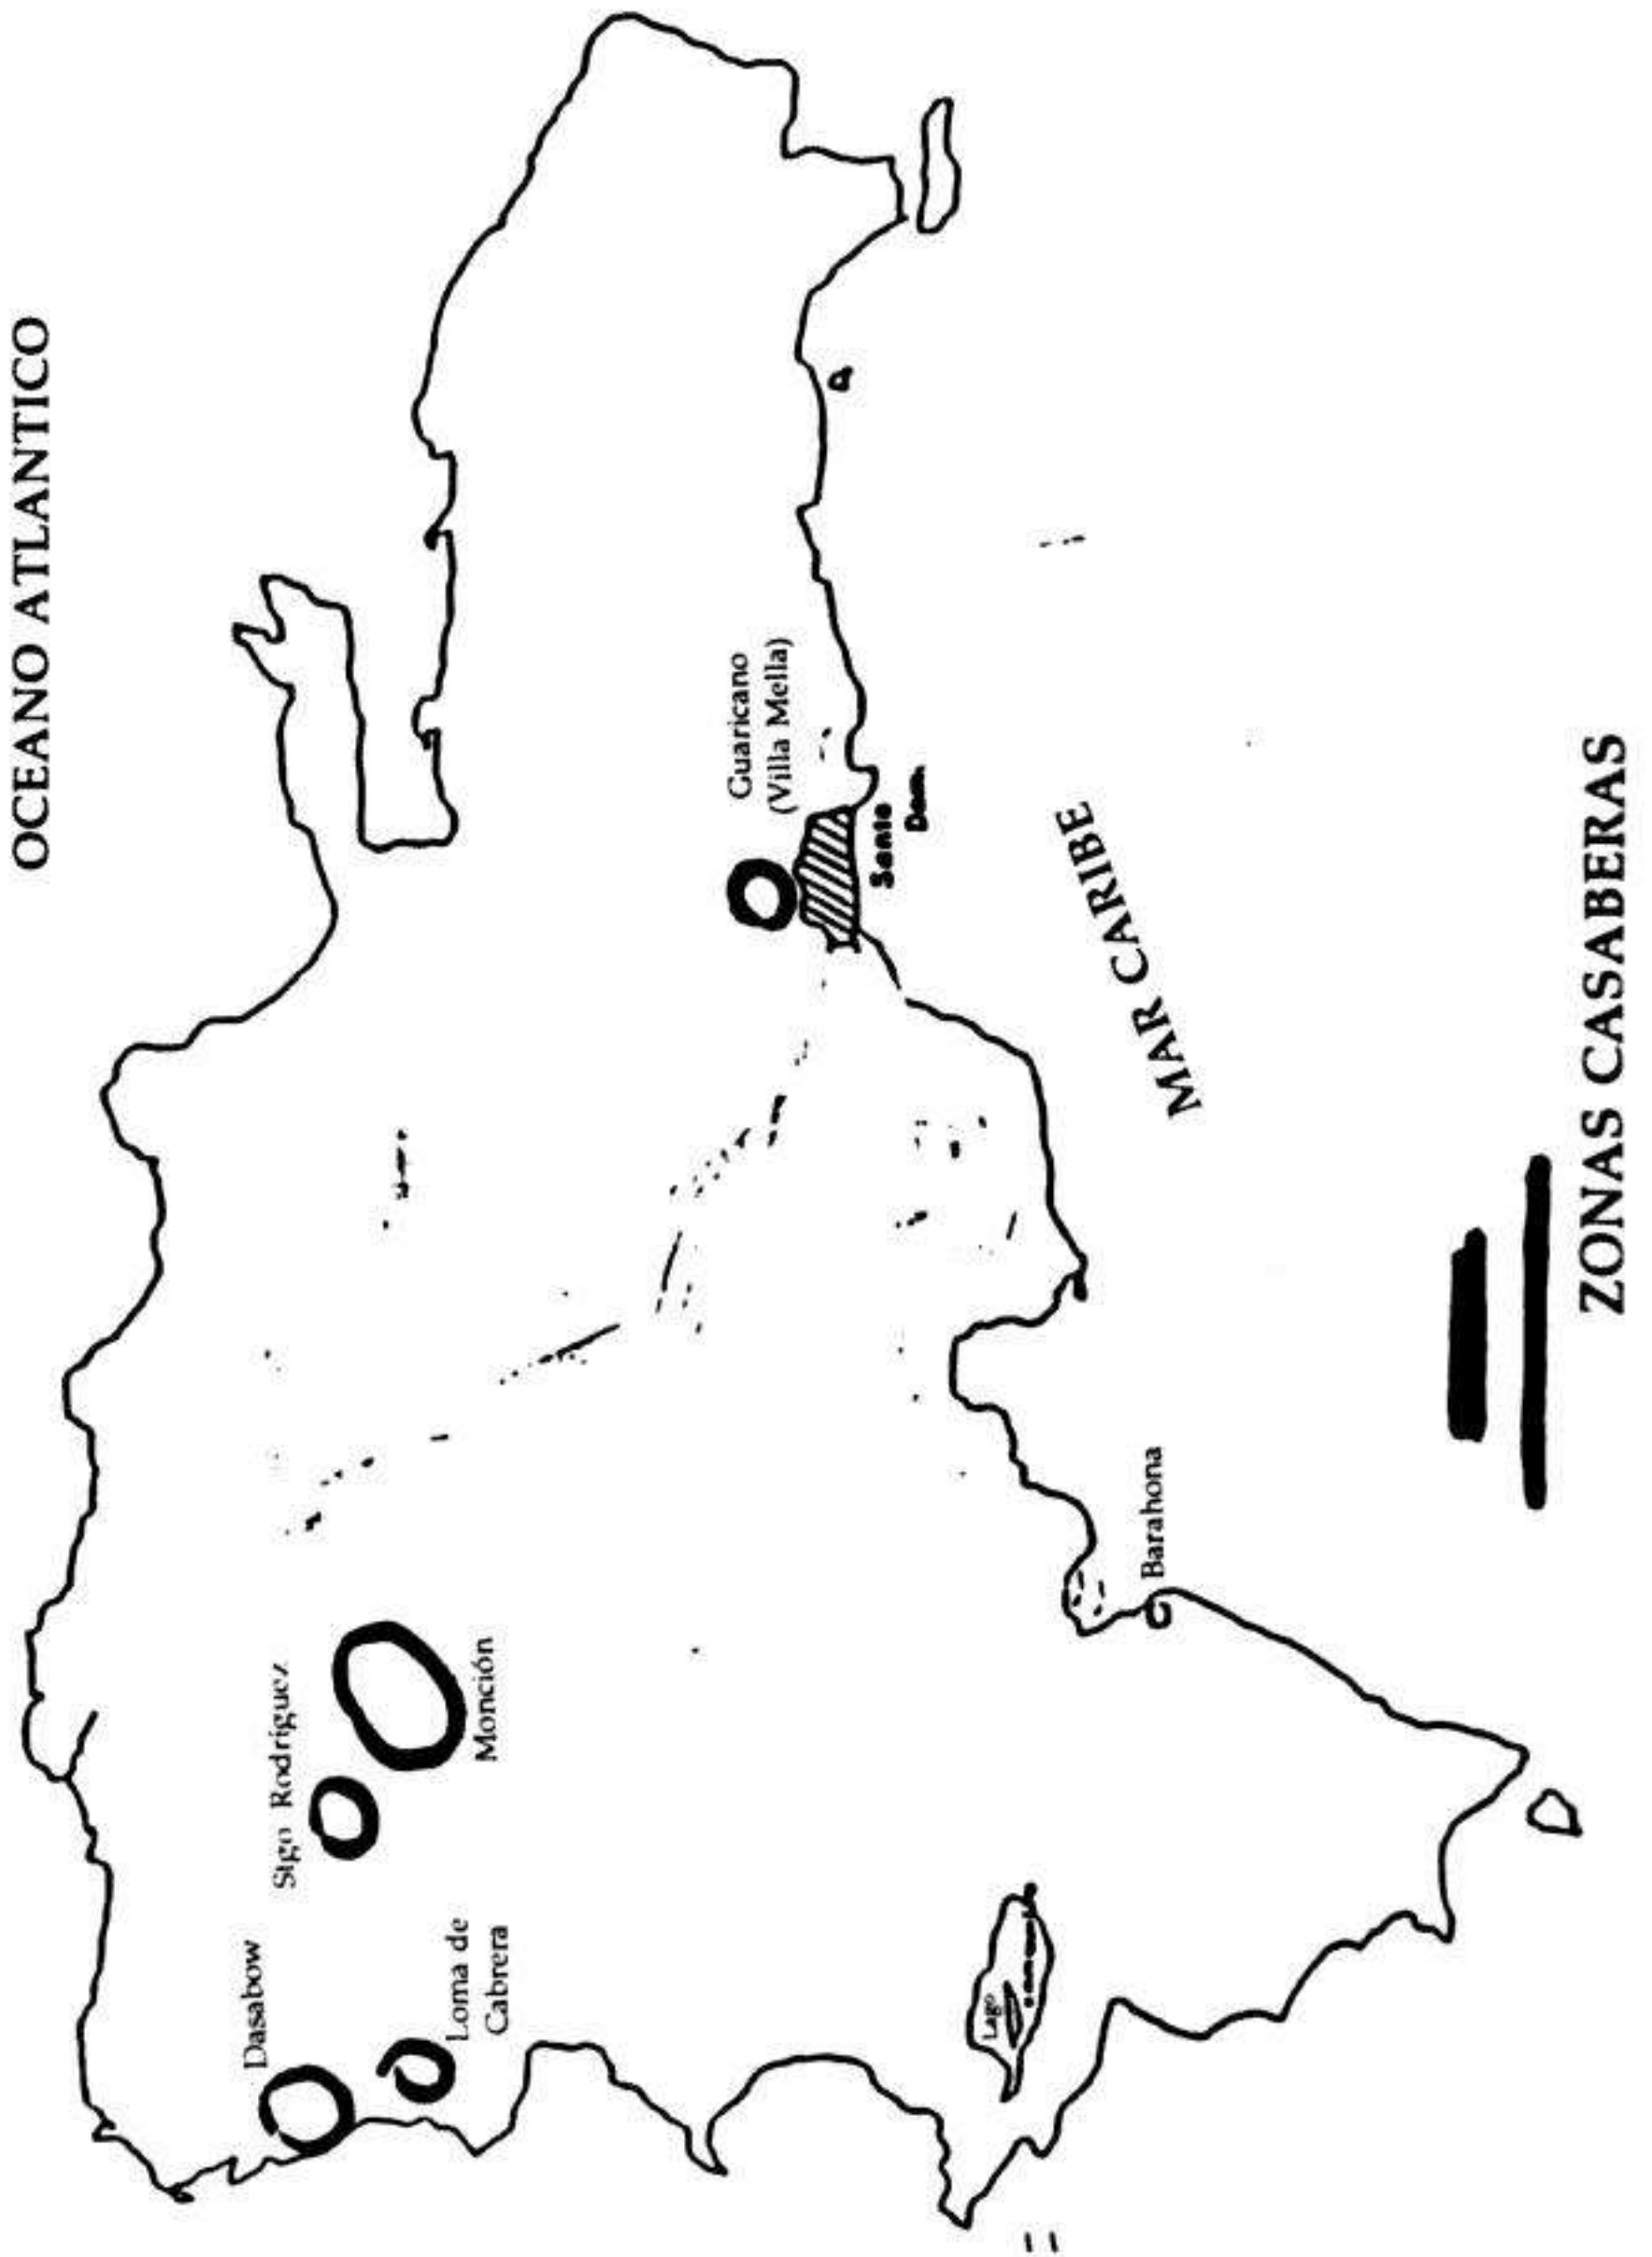 OCEANO ATLANTICO
Dasabow
Stgo Rodríguez
Loma de
Cabrera
Monción
Guaricano
(Villa Mella)
Santo
Dom.
Lago
Barahona
MAR CARIBE
ZONAS CASABERAS